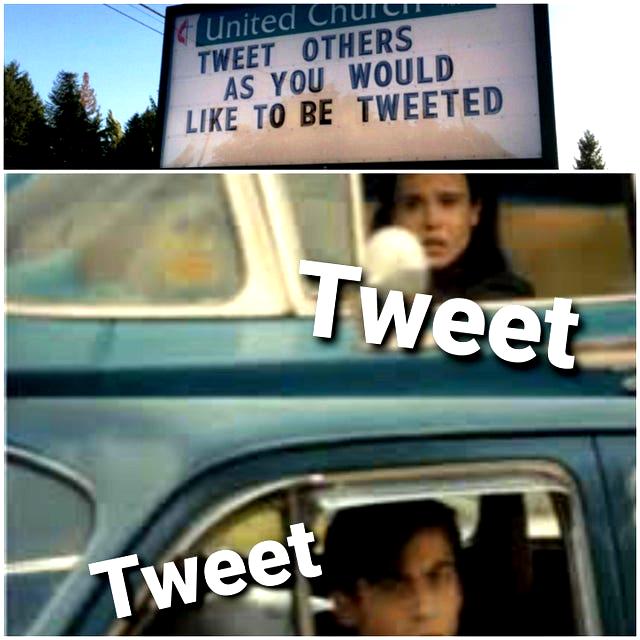 United Church
TWEET OTHERS
AS YOU WOULD
LIKE TO BE TWEETED
Tweet
Tweet